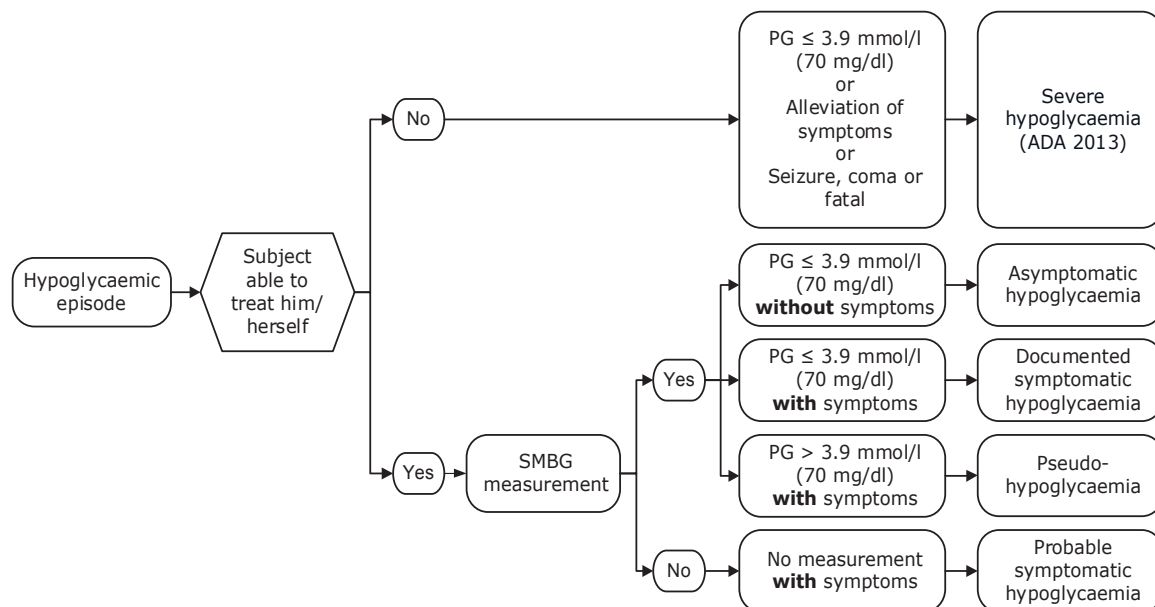 Hypoglycaemic
episode
Subject
able to
treat him/
herself
No
PG ≤ 3.9 mmol/l
(70 mg/dl)
or
Alleviation of
symptoms
or
Seizure, coma or
fatal
Severe
hypoglycaemia
(ADA 2013)
Yes
SMBG
measurement
Yes
PG ≤ 3.9 mmol/l
(70 mg/dl)
without symptoms
Asymptomatic
hypoglycaemia
PG ≤ 3.9 mmol/l
(70 mg/dl)
with symptoms
Documented
symptomatic
hypoglycaemia
PG > 3.9 mmol/l
(70 mg/dl)
with symptoms
Pseudo-
hypoglycaemia
No
No measurement
with symptoms
Probable
symptomatic
hypoglycaemia